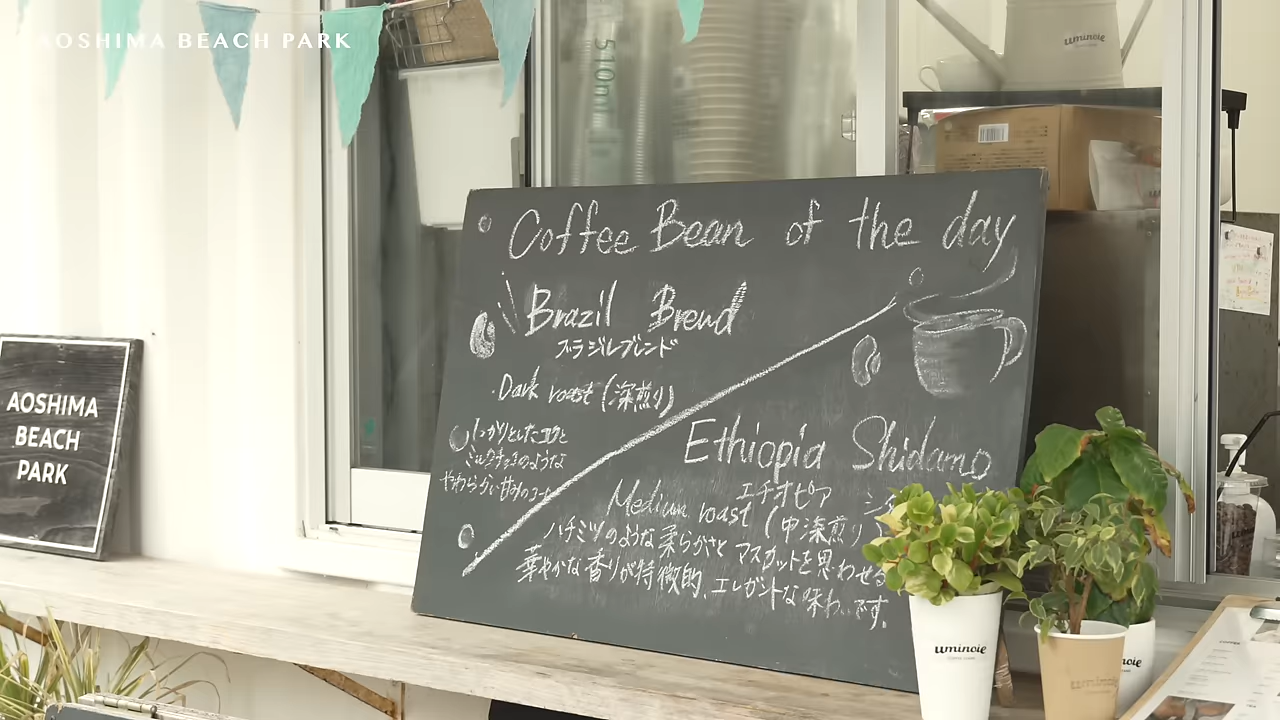 AOSHIMA BEACH PARK
510
uminoie
Coffee Bean of the day
Brazil Brend
ブラジルブレンド
・Dark roast (深煎り)
しっかりとしたコクと
ミルクチョコのような
やわらかい甘みのコーヒー
Ethiopia Shidamo
エチオピア シダ
Medium roast (中深煎り
ハチミツのような柔らかさと マスカットを思わせる
華やかな香りが特徴的、エレガントな味わいです。
AOSHIMA
BEACH
PARK
uminoie